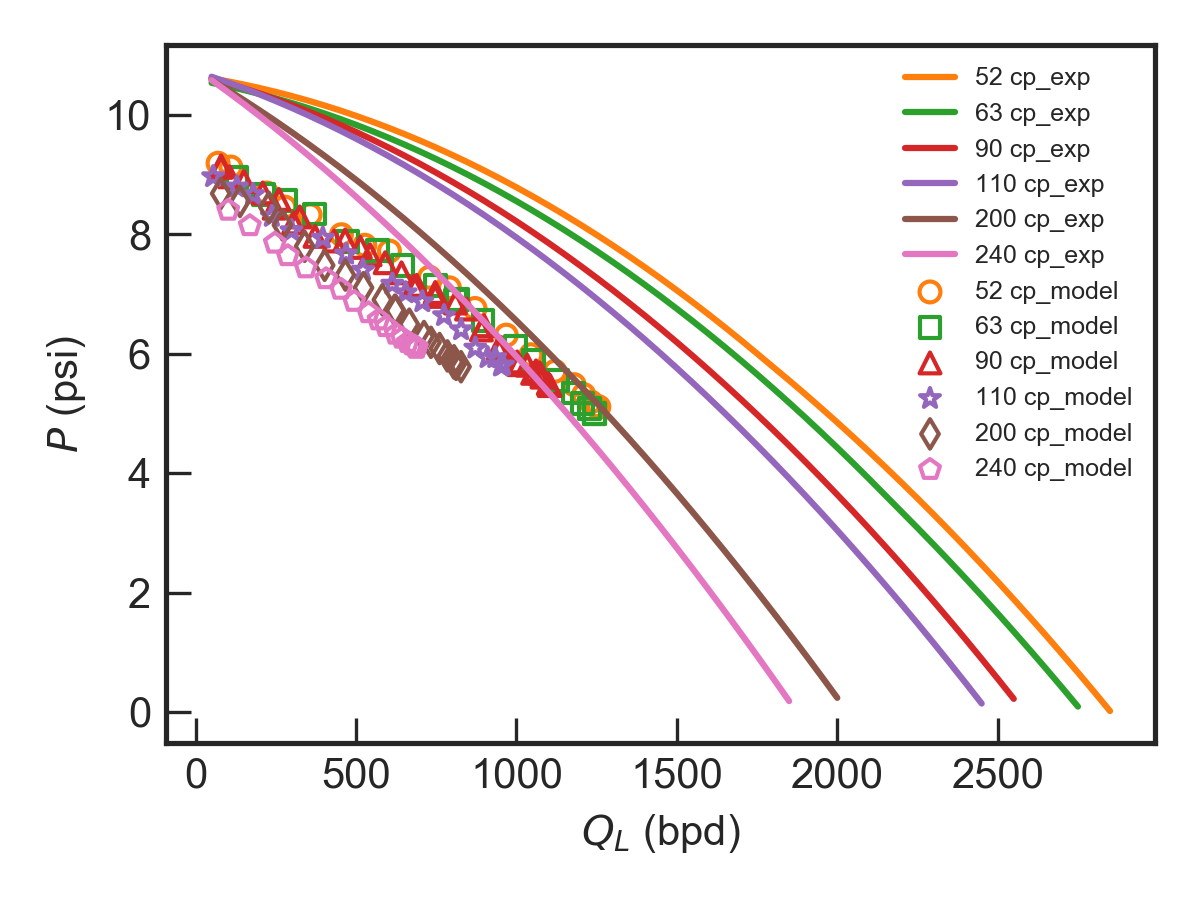 P (psi)
10
8
6
4
2
0
0 500 1000 1500 2000 2500
Q_L (bpd)
52 cp_exp
63 cp_exp
90 cp_exp
110 cp_exp
200 cp_exp
240 cp_exp
52 cp_model
63 cp_model
90 cp_model
110 cp_model
200 cp_model
240 cp_model